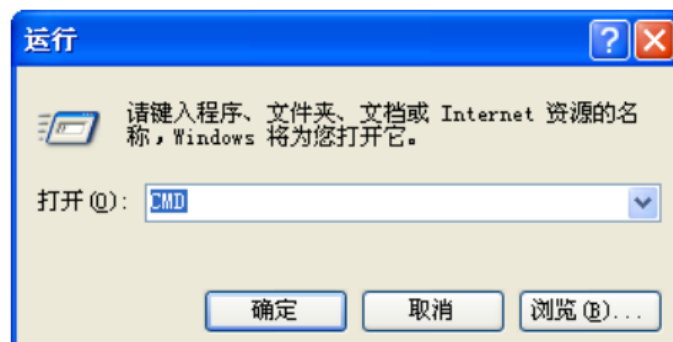 运行
请键入程序、文件夹、文档或 Internet 资源的名
称，Windows 将为您打开它。
打开(O): CMD
确定 取消 浏览(B)...